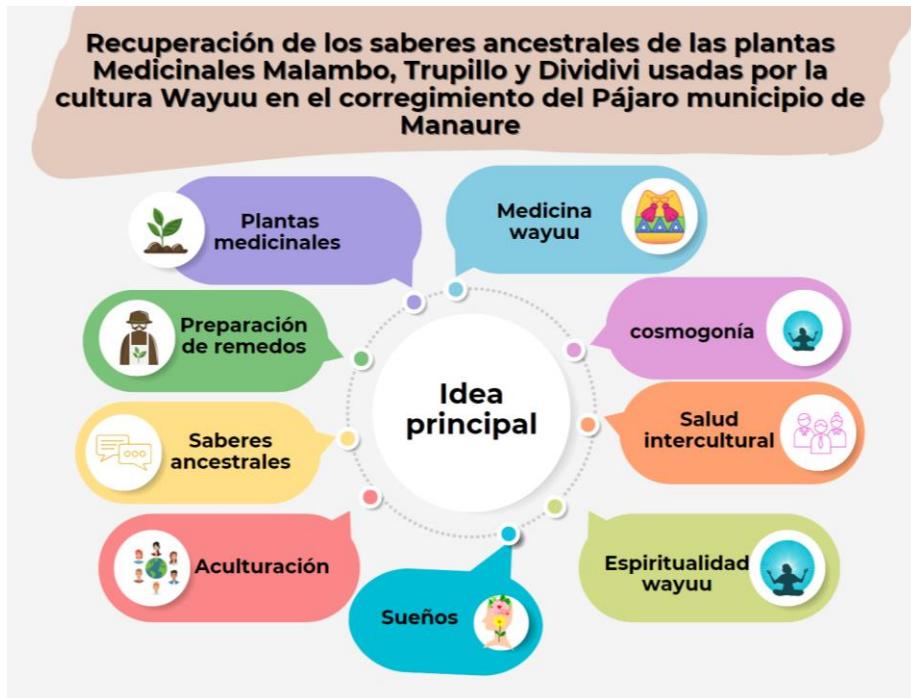 Recuperación de los saberes ancestrales de las plantas
Medicinales Malambo, Trupillo y Dividivi usadas por la
cultura Wayuu en el corregimiento del Pájaro municipio de
Manaure
Plantas
medicinales
Medicina
wayuu
Preparación
de remedos
cosmogonía
Idea
principal
Saberes
ancestrales
Salud
intercultural
Aculturación
Espiritualidad
wayuu
Sueños